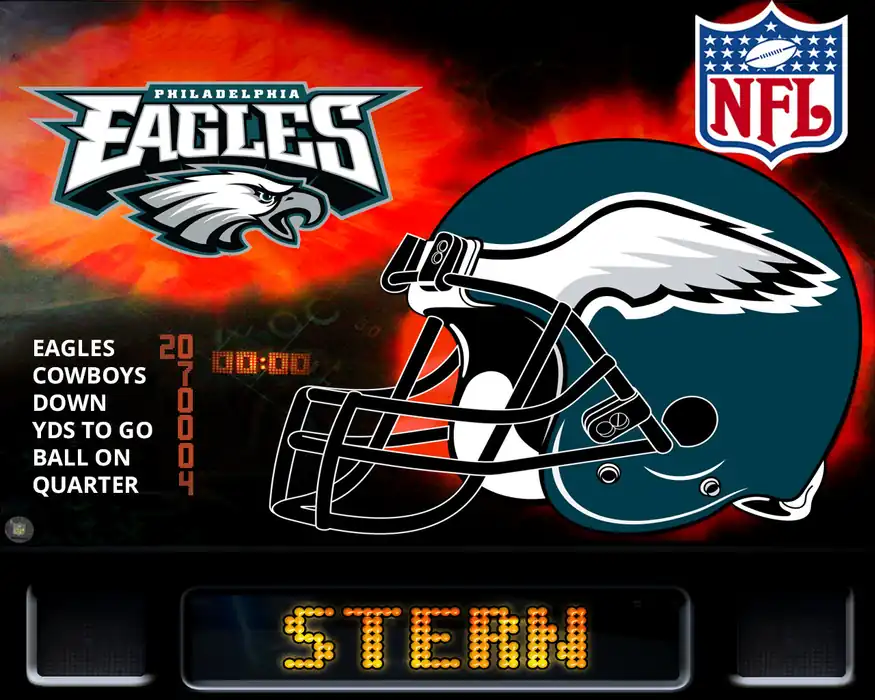 PHILADELPHIA
EAGLES
NFL
EAGLES 20
00:00
COWBOYS 7
DOWN 0
YDS TO GO 0
BALL ON 0
QUARTER 4
STERN